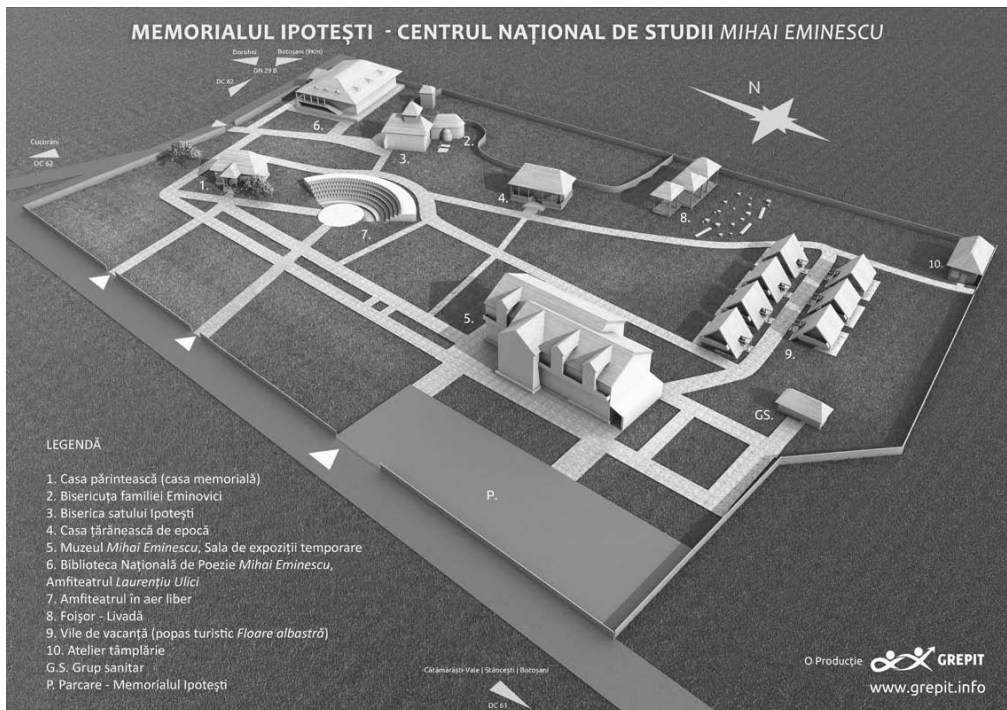 MEMORIALUL IPOTEȘTI - CENTRUL NAȚIONAL DE STUDII MIHAI EMINESCU
Dorohoi
Botoșani (9Km)
DN 29 B
DC 62
Cucorăni
DC 62
N
6.
2.
3.
1.
4.
8.
7.
10.
5.
9.
GS.
P.
LEGENDĂ
1. Casa părintească (casa memorială)
2. Bisericuța familiei Eminovici
3. Biserica satului Ipotești
4. Casa țărănească de epocă
5. Muzeul Mihai Eminescu, Sala de expoziții temporare
6. Biblioteca Națională de Poezie Mihai Eminescu,
Amfiteatrul Laurențiu Ulici
7. Amfiteatrul în aer liber
8. Foișor - Livadă
9. Vile de vacanță (popas turistic Floare albastră)
10. Atelier tâmplărie
G.S. Grup sanitar
P. Parcare - Memorialul Ipotești
Cătămărăști-Vale | Stâncești | Botoșani
DC 61
O Producție GREPIT
www.grepit.info